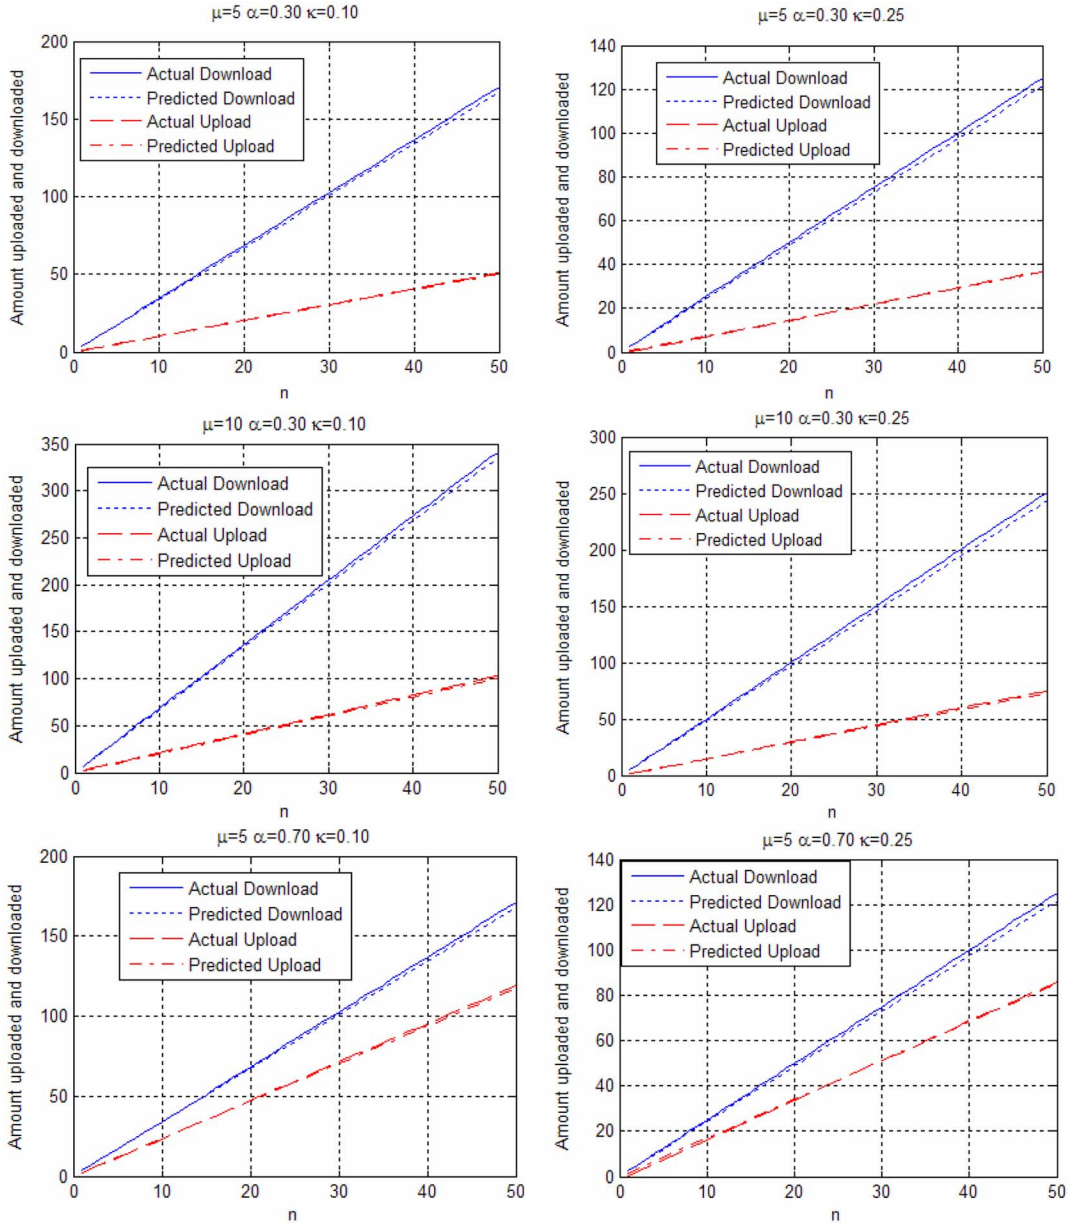 μ=5 α=0.30 κ=0.10
Amount uploaded and downloaded
200
150
100
50
0
Actual Download
Predicted Download
Actual Upload
Predicted Upload
0 10 20 30 40 50
n
μ=5 α=0.30 κ=0.25
Amount uploaded and downloaded
140
120
100
80
60
40
20
0
Actual Download
Predicted Download
Actual Upload
Predicted Upload
0 10 20 30 40 50
n
μ=10 α=0.30 κ=0.10
Amount uploaded and downloaded
350
300
250
200
150
100
50
0
Actual Download
Predicted Download
Actual Upload
Predicted Upload
0 10 20 30 40 50
n
μ=10 α=0.30 κ=0.25
Amount uploaded and downloaded
300
250
200
150
100
50
0
Actual Download
Predicted Download
Actual Upload
Predicted Upload
0 10 20 30 40 50
n
μ=5 α=0.70 κ=0.10
Amount uploaded and downloaded
200
150
100
50
0
Actual Download
Predicted Download
Actual Upload
Predicted Upload
0 10 20 30 40 50
n
μ=5 α=0.70 κ=0.25
Amount uploaded and downloaded
140
120
100
80
60
40
20
0
Actual Download
Predicted Download
Actual Upload
Predicted Upload
0 10 20 30 40 50
n